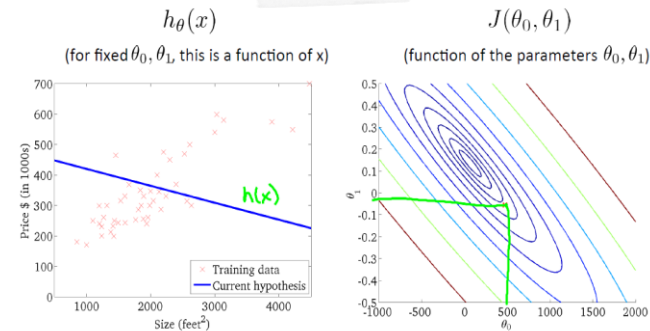 hθ(x)
(for fixed θ0, θ1, this is a function of x)
700
600
500
400
300
200
100
0
Price $ (in 1000s)
h(x)
Training data
Current hypothesis
1000
2000
3000
4000
Size (feet²)
J(θ0, θ1)
(function of the parameters θ0, θ1)
0.5
0.4
0.3
0.2
0.1
0
-0.1
-0.2
-0.3
-0.4
-0.5
θ1
-1000
-500
0
500
1000
1500
2000
θ0